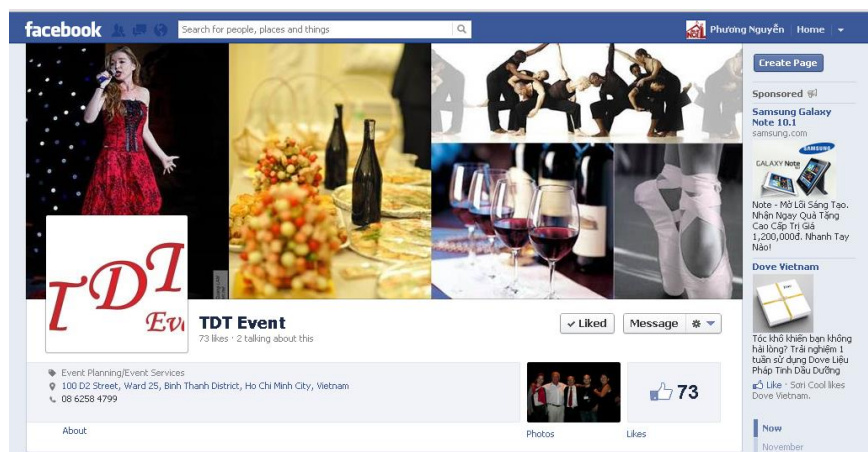 facebook
Search for people, places and things
Phương Nguyễn
Home
Create Page
Sponsored
Samsung Galaxy
Note 10.1
samsung.com
SAMSUNG
GALAXY Note
Note - Mở Lối Sáng Tạo.
Nhận Ngay Quà Tặng
Cao Cấp Trị Giá
1,200,000đ. Nhanh Tay
Nào!
Dove Vietnam
Tóc khô khiến bạn không
hài lòng? Trải nghiệm 1
tuần sử dụng Dove Liệu
Pháp Tinh Dầu Dưỡng
Like · Sơri Cool likes
Dove Vietnam.
Now
November
TDT
Eve
TDT Event
73 likes · 2 talking about this
Liked
Message
Event Planning/Event Services
100 D2 Street, Ward 25, Binh Thanh District, Ho Chi Minh City, Vietnam
08 6258 4799
About
73
Photos
Likes